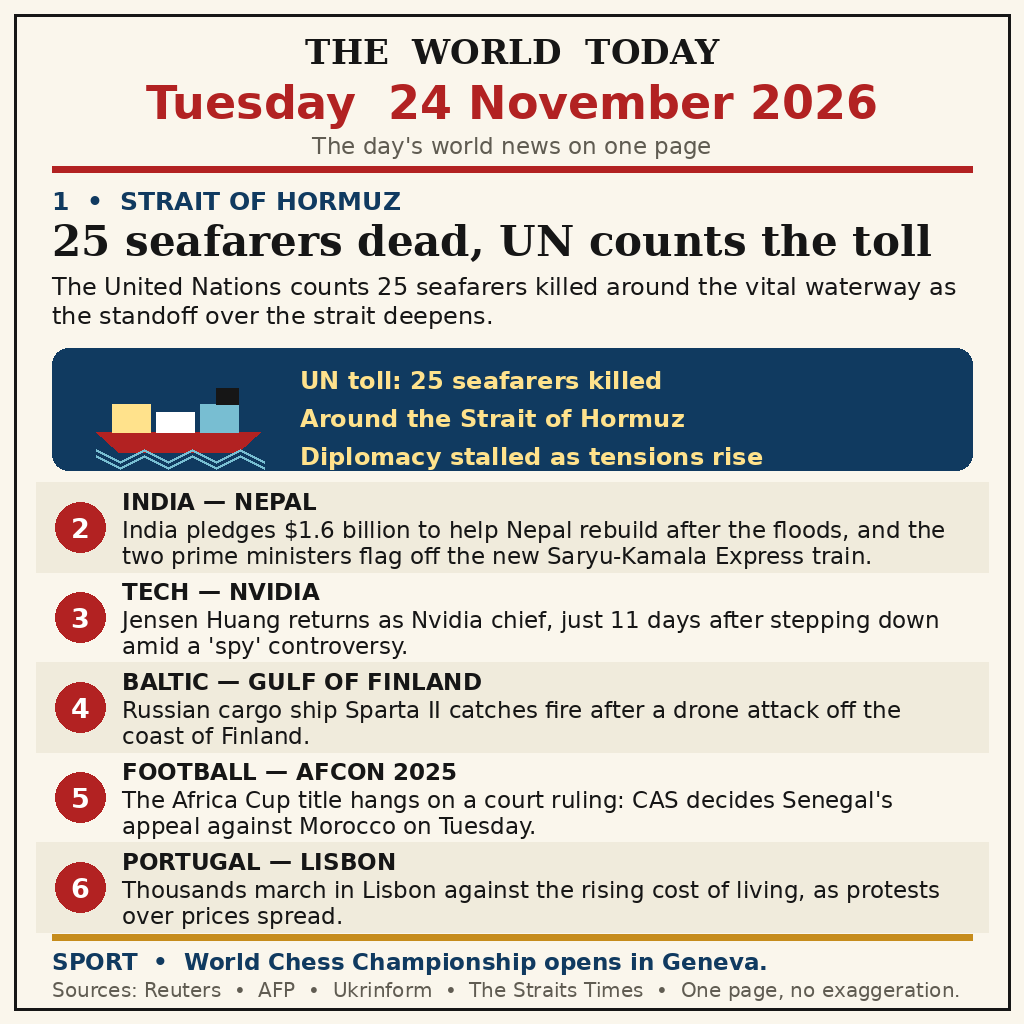 THE WORLD TODAY
Tuesday 24 November 2026
The day's world news on one page
1 • STRAIT OF HORMUZ
25 seafarers dead, UN counts the toll
The United Nations counts 25 seafarers killed around the vital waterway as
the standoff over the strait deepens.
UN toll: 25 seafarers killed
Around the Strait of Hormuz
Diplomacy stalled as tensions rise
2
INDIA — NEPAL
India pledges $1.6 billion to help Nepal rebuild after the floods, and the
two prime ministers flag off the new Saryu-Kamala Express train.
3
TECH — NVIDIA
Jensen Huang returns as Nvidia chief, just 11 days after stepping down
amid a 'spy' controversy.
4
BALTIC — GULF OF FINLAND
Russian cargo ship Sparta II catches fire after a drone attack off the
coast of Finland.
5
FOOTBALL — AFCON 2025
The Africa Cup title hangs on a court ruling: CAS decides Senegal's
appeal against Morocco on Tuesday.
6
PORTUGAL — LISBON
Thousands march in Lisbon against the rising cost of living, as protests
over prices spread.
SPORT • World Chess Championship opens in Geneva.
Sources: Reuters • AFP • Ukrinform • The Straits Times • One page, no exaggeration.